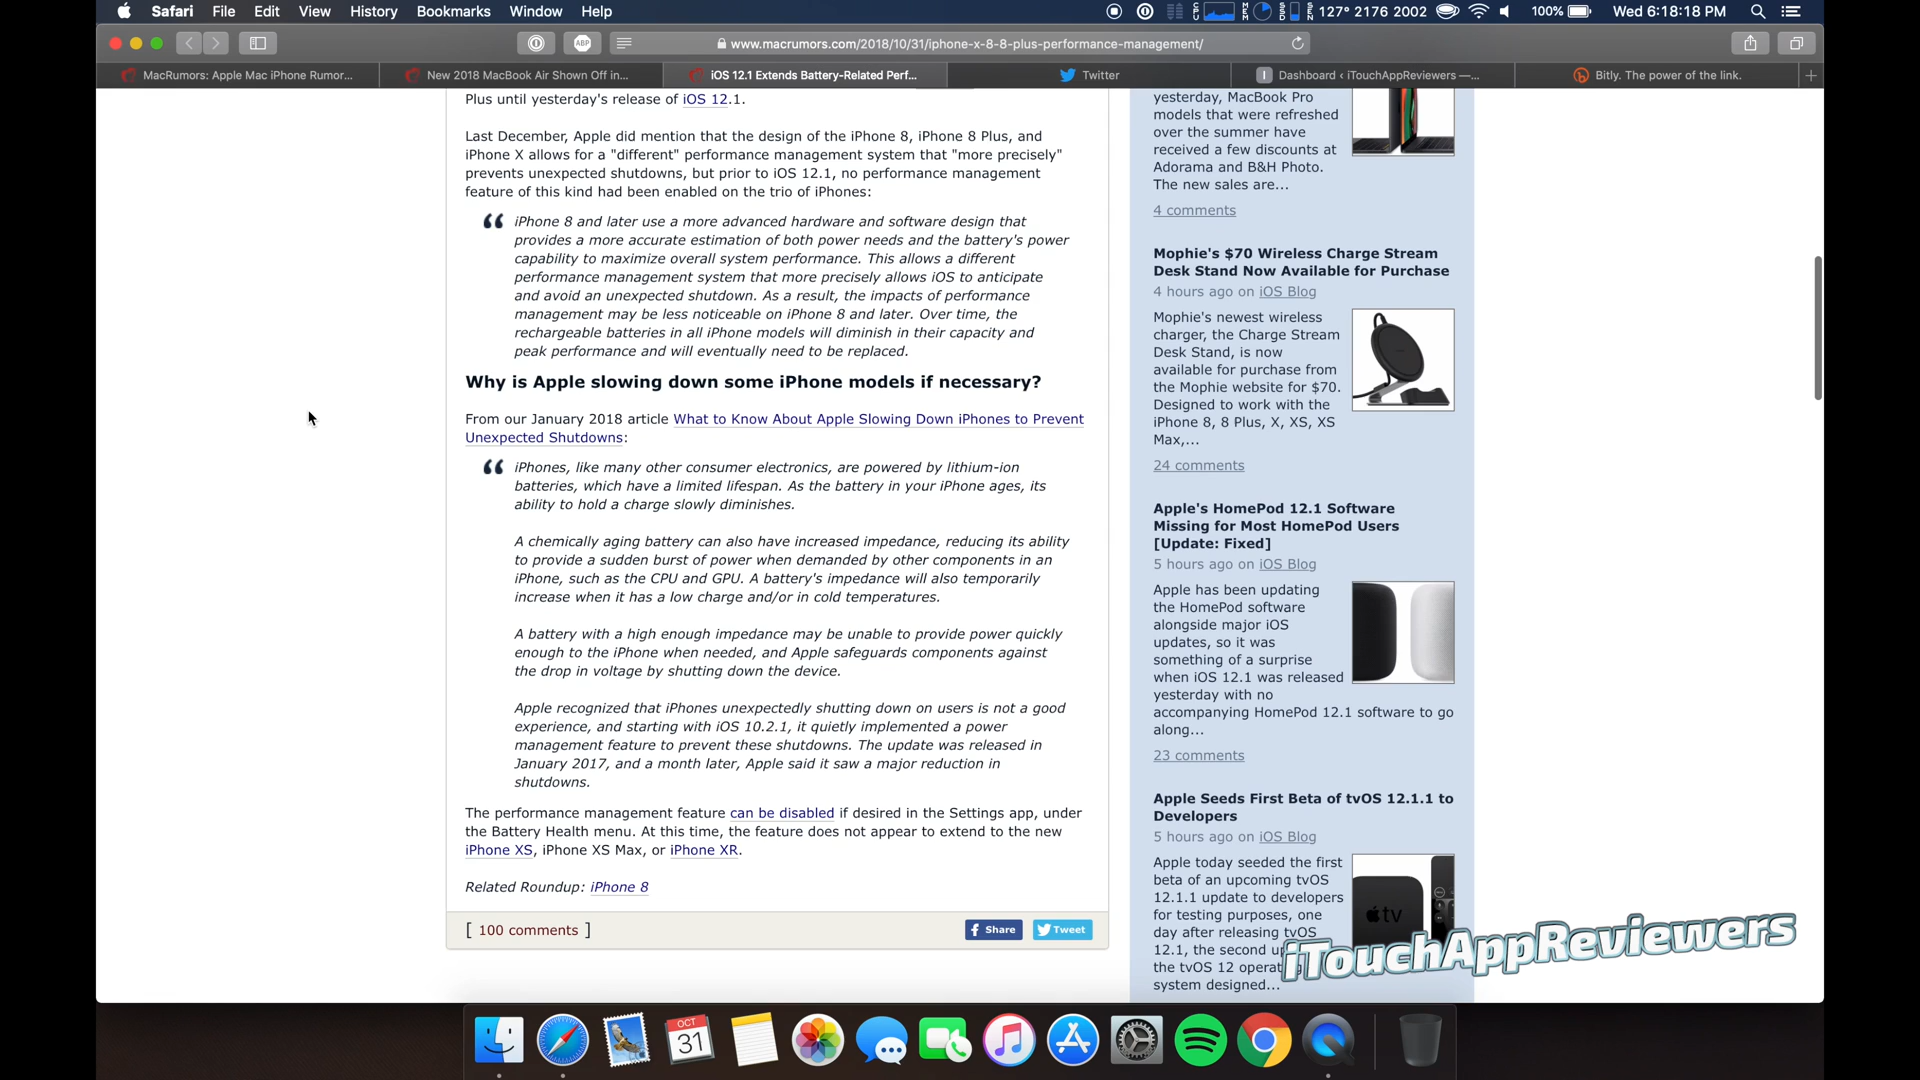 Safari File Edit View History Bookmarks Window Help
127° 2176 2002 100% Wed 6:18:18 PM
ABP
www.macrumors.com/2018/10/31/iphone-x-8-8-plus-performance-management/
MacRumors: Apple Mac iPhone Rumor...
New 2018 MacBook Air Shown Off in...
iOS 12.1 Extends Battery-Related Perf...
Twitter
Dashboard ‹ iTouchAppReviewers —...
Bitly. The power of the link.
Plus until yesterday's release of iOS 12.1.
Last December, Apple did mention that the design of the iPhone 8, iPhone 8 Plus, and
iPhone X allows for a "different" performance management system that "more precisely"
prevents unexpected shutdowns, but prior to iOS 12.1, no performance management
feature of this kind had been enabled on the trio of iPhones:
iPhone 8 and later use a more advanced hardware and software design that
provides a more accurate estimation of both power needs and the battery's power
capability to maximize overall system performance. This allows a different
performance management system that more precisely allows iOS to anticipate
and avoid an unexpected shutdown. As a result, the impacts of performance
management may be less noticeable on iPhone 8 and later. Over time, the
rechargeable batteries in all iPhone models will diminish in their capacity and
peak performance and will eventually need to be replaced.
Why is Apple slowing down some iPhone models if necessary?
From our January 2018 article What to Know About Apple Slowing Down iPhones to Prevent
Unexpected Shutdowns:
iPhones, like many other consumer electronics, are powered by lithium-ion
batteries, which have a limited lifespan. As the battery in your iPhone ages, its
ability to hold a charge slowly diminishes.
A chemically aging battery can also have increased impedance, reducing its ability
to provide a sudden burst of power when demanded by other components in an
iPhone, such as the CPU and GPU. A battery's impedance will also temporarily
increase when it has a low charge and/or in cold temperatures.
A battery with a high enough impedance may be unable to provide power quickly
enough to the iPhone when needed, and Apple safeguards components against
the drop in voltage by shutting down the device.
Apple recognized that iPhones unexpectedly shutting down on users is not a good
experience, and starting with iOS 10.2.1, it quietly implemented a power
management feature to prevent these shutdowns. The update was released in
January 2017, and a month later, Apple said it saw a major reduction in
shutdowns.
The performance management feature can be disabled if desired in the Settings app, under
the Battery Health menu. At this time, the feature does not appear to extend to the new
iPhone XS, iPhone XS Max, or iPhone XR.
Related Roundup: iPhone 8
[ 100 comments ]
Share
Tweet
yesterday, MacBook Pro
models that were refreshed
over the summer have
received a few discounts at
Adorama and B&H Photo.
The new sales are...
4 comments
Mophie's $70 Wireless Charge Stream
Desk Stand Now Available for Purchase
4 hours ago on iOS Blog
Mophie's newest wireless
charger, the Charge Stream
Desk Stand, is now
available for purchase from
the Mophie website for $70.
Designed to work with the
iPhone 8, 8 Plus, X, XS, XS
Max,...
24 comments
Apple's HomePod 12.1 Software
Missing for Most HomePod Users
[Update: Fixed]
5 hours ago on iOS Blog
Apple has been updating
the HomePod software
alongside major iOS
updates, so it was
something of a surprise
when iOS 12.1 was released
yesterday with no
accompanying HomePod 12.1 software to go
along...
23 comments
Apple Seeds First Beta of tvOS 12.1.1 to
Developers
5 hours ago on iOS Blog
Apple today seeded the first
beta of an upcoming tvOS
12.1.1 update to developers
for testing purposes, one
day after releasing tvOS
12.1, the second
the tvOS 12
system designed...
tv
iTouchAppReviewers
OCT
31